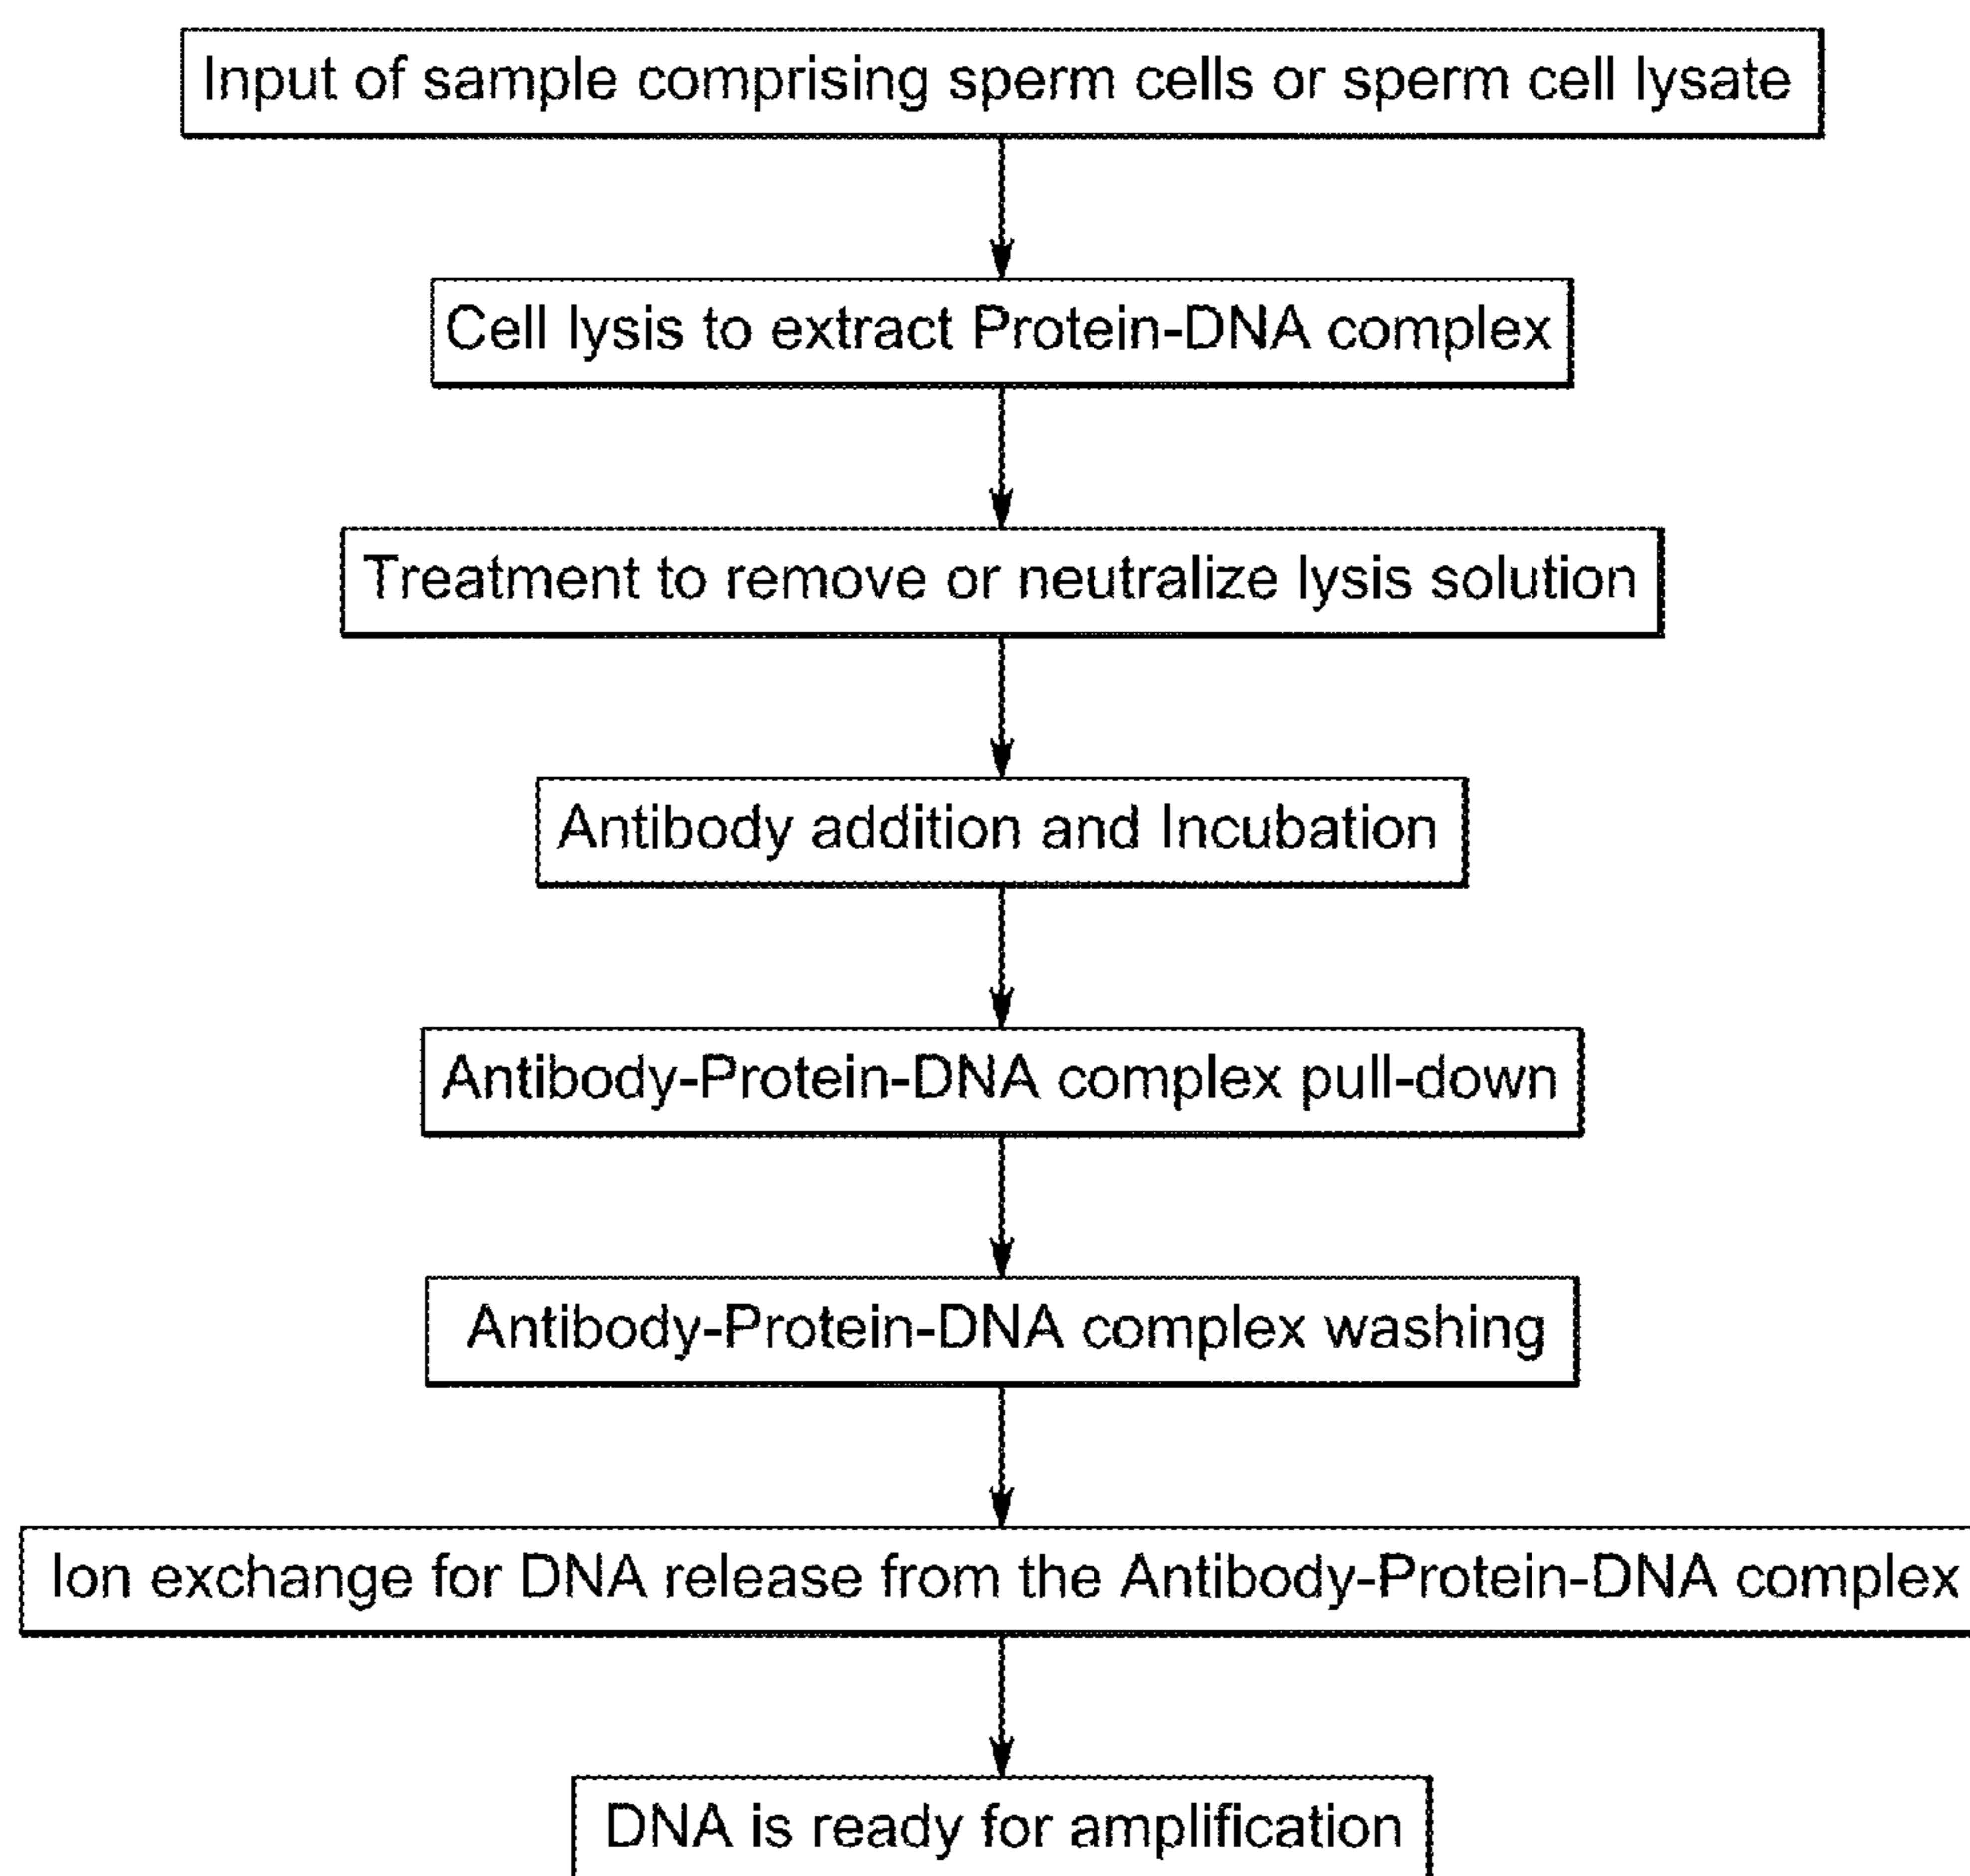 Input of sample comprising sperm cells or sperm cell lysate
Cell lysis to extract Protein-DNA complex
Treatment to remove or neutralize lysis solution
Antibody addition and Incubation
Antibody-Protein-DNA complex pull-down
Antibody-Protein-DNA complex washing
Ion exchange for DNA release from the Antibody-Protein-DNA complex
DNA is ready for amplification